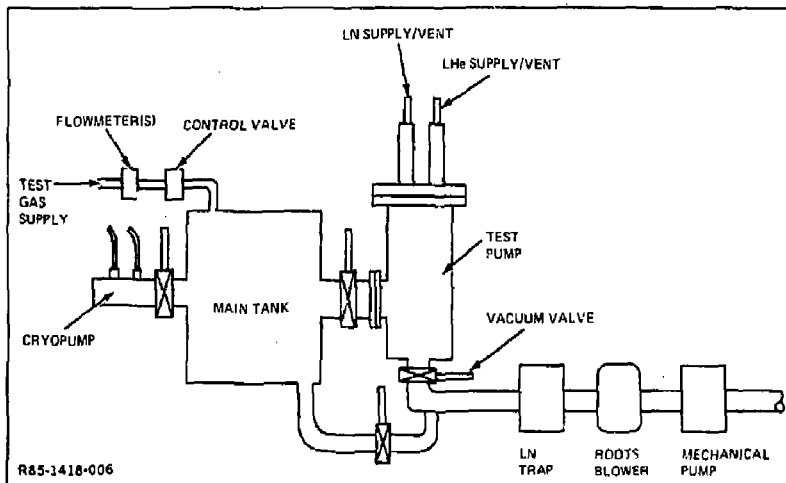 LN SUPPLY/VENT
LHe SUPPLY/VENT
FLOWMETER(S)
CONTROL VALVE
TEST
GAS
SUPPLY
TEST
PUMP
MAIN TANK
VACUUM VALVE
CRYOPUMP
LN
TRAP
ROOTS
BLOWER
MECHANICAL
PUMP
R85-1418-006